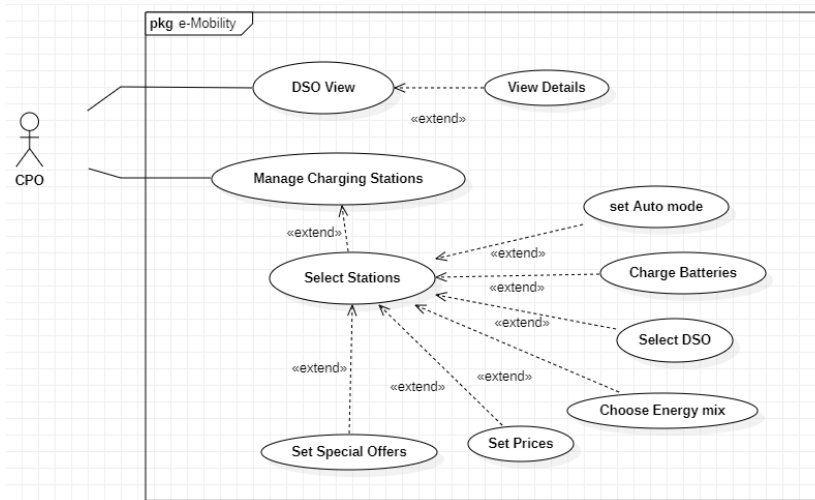 pkg e-Mobility
DSO View
View Details
«extend»
CPO
Manage Charging Stations
set Auto mode
«extend»
«extend»
Select Stations
Charge Batteries
«extend»
«extend»
Select DSO
«extend»
«extend»
«extend»
Choose Energy mix
Set Special Offers
Set Prices